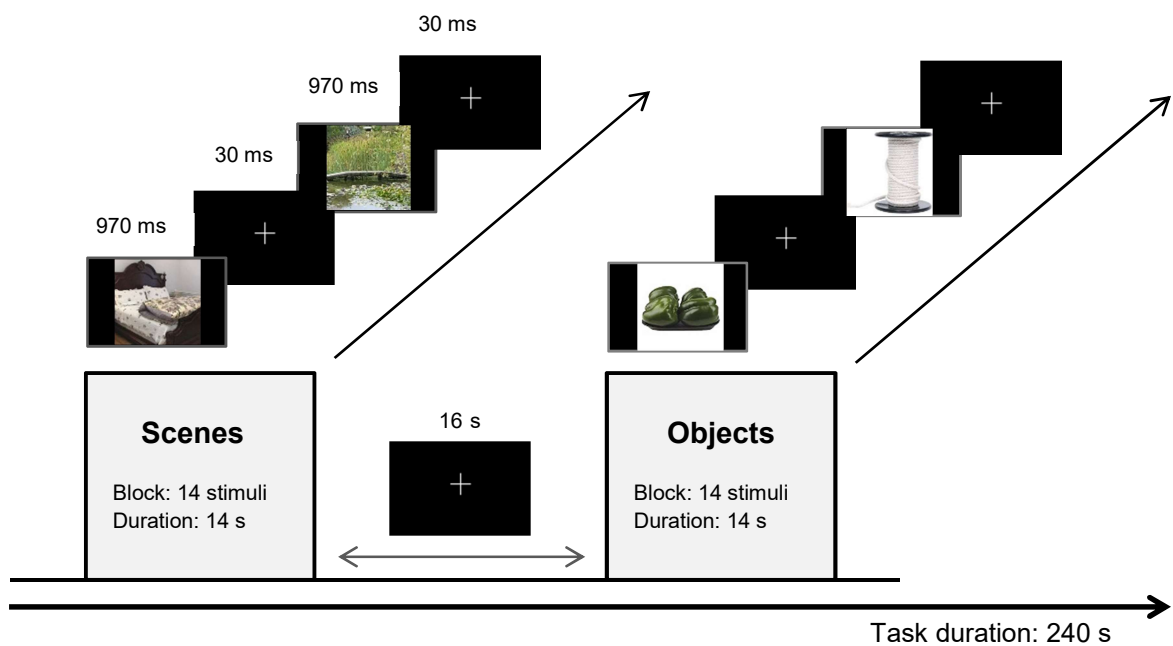 30 ms
970 ms
30 ms
970 ms
Scenes
Block: 14 stimuli
Duration: 14 s
16 s
Objects
Block: 14 stimuli
Duration: 14 s
Task duration: 240 s